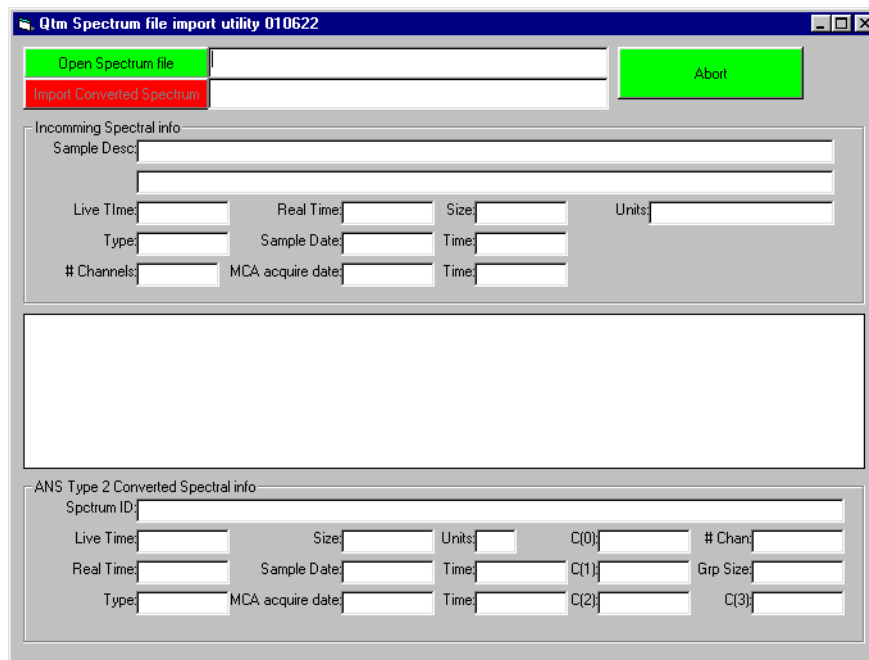 Qtm Spectrum file import utility 010622
Open Spectrum file
Abort
Import Converted Spectrum
Incomming Spectral info
Sample Desc:
Live TIme: Real Time: Size: Units:
Type: Sample Date: Time:
# Channels: MCA acquire date: Time:
ANS Type 2 Converted Spectral info
Spctrum ID:
Live Time: Size: Units: C(0): # Chan:
Real Time: Sample Date: Time: C(1): Grp Size:
Type: MCA acquire date: Time: C(2): C(3):